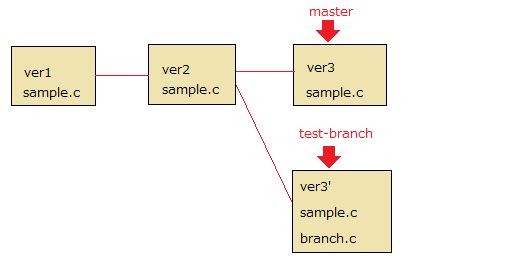 master
ver1
sample.c
ver2
sample.c
ver3
sample.c
test-branch
ver3'
sample.c
branch.c